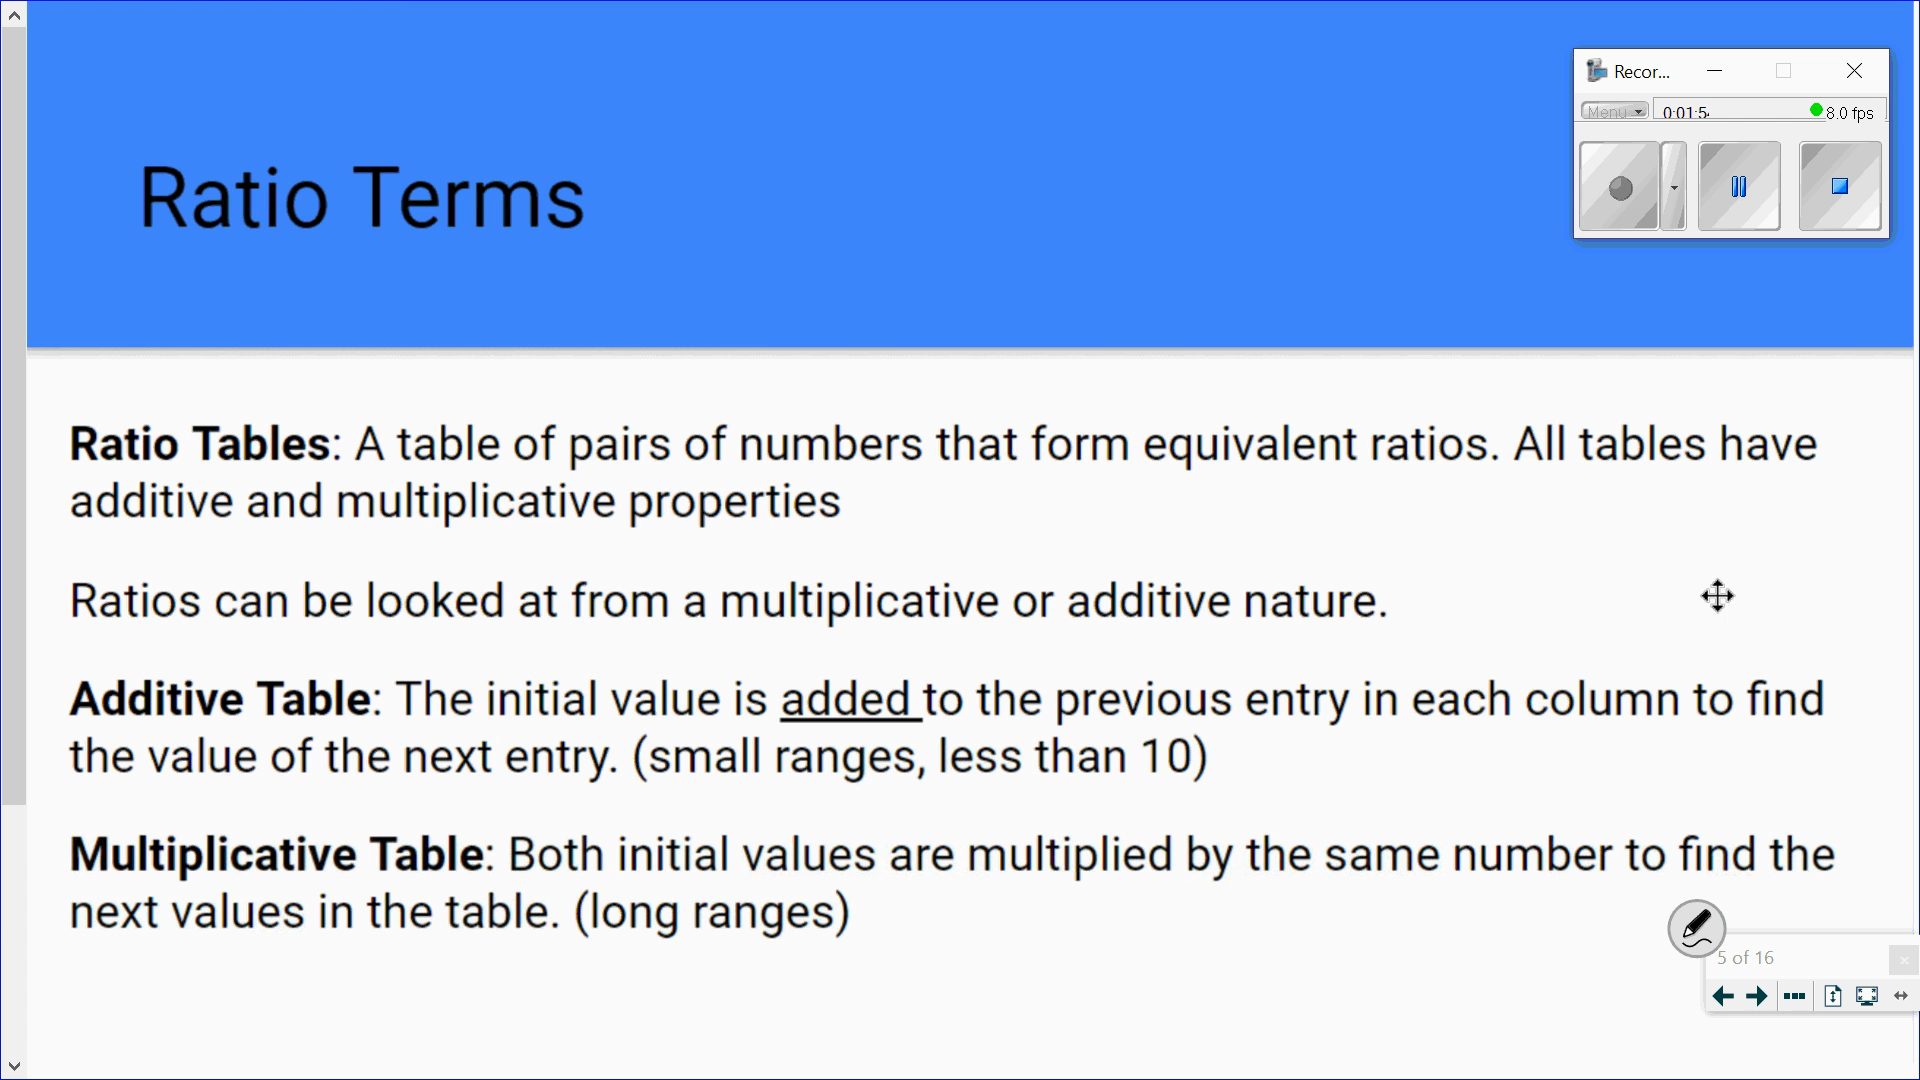 Recor...
Menu
0:01:54
8.0 fps
Ratio Terms
Ratio Tables: A table of pairs of numbers that form equivalent ratios. All tables have
additive and multiplicative properties
Ratios can be looked at from a multiplicative or additive nature.
Additive Table: The initial value is added to the previous entry in each column to find
the value of the next entry. (small ranges, less than 10)
Multiplicative Table: Both initial values are multiplied by the same number to find the
next values in the table. (long ranges)
5 of 16